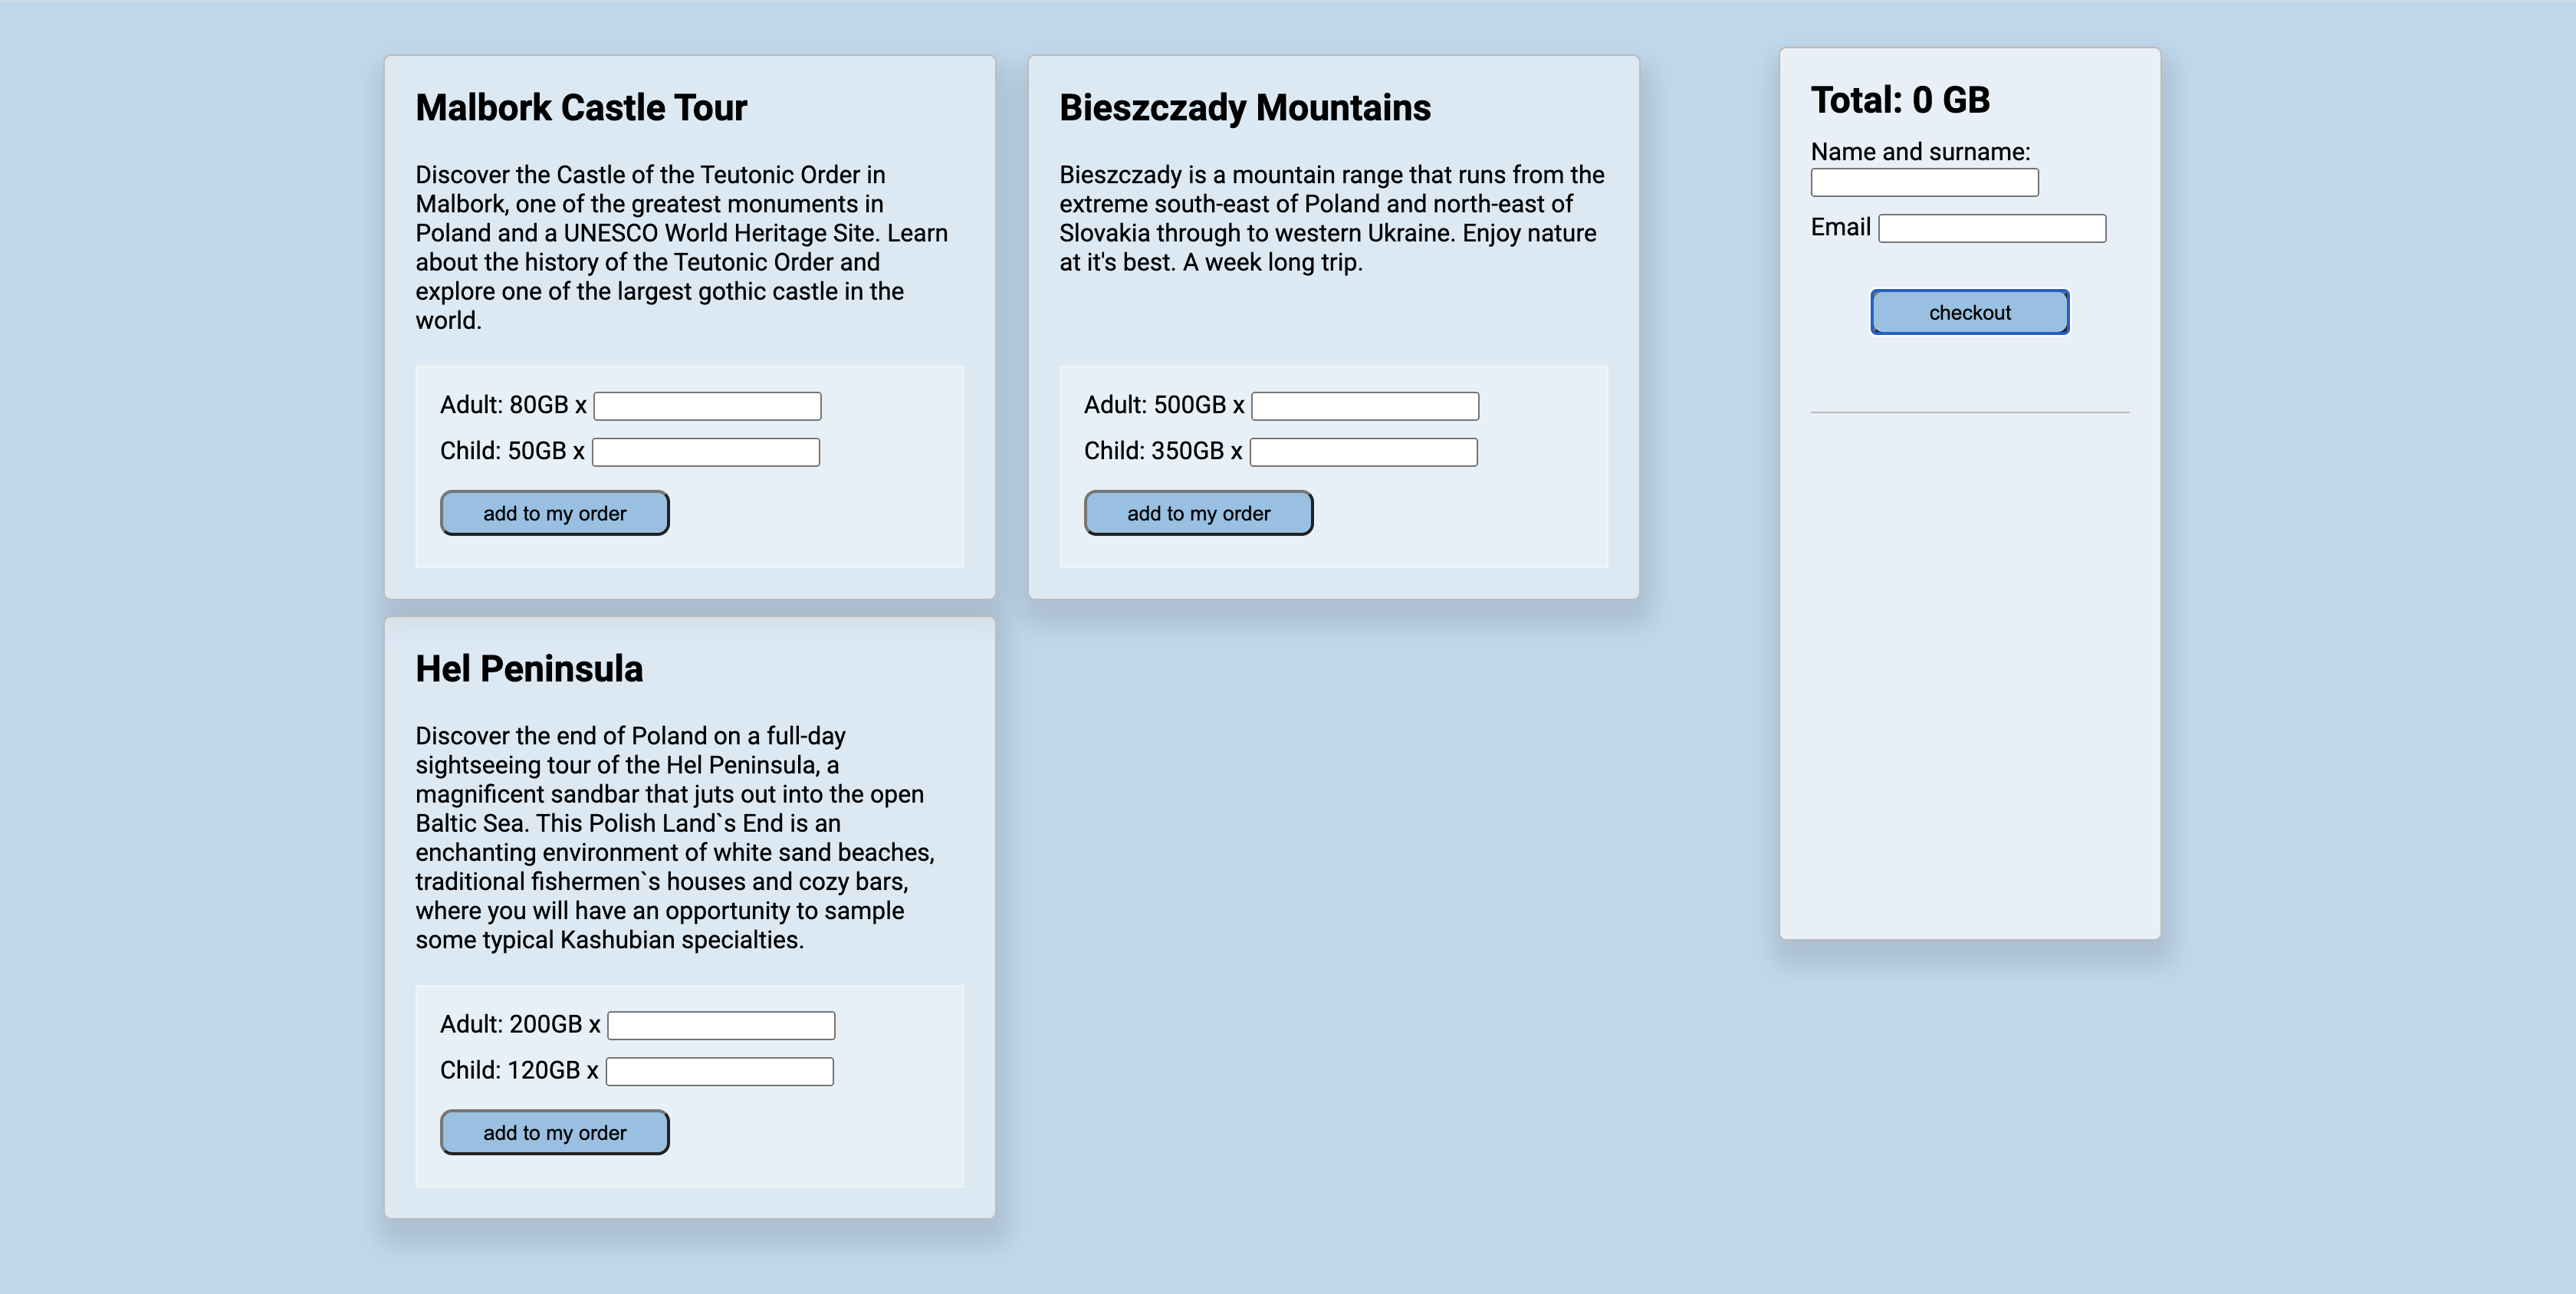 Malbork Castle Tour
Discover the Castle of the Teutonic Order in
Malbork, one of the greatest monuments in
Poland and a UNESCO World Heritage Site. Learn
about the history of the Teutonic Order and
explore one of the largest gothic castle in the
world.
Adult: 80GB x
Child: 50GB x
add to my order
Bieszczady Mountains
Bieszczady is a mountain range that runs from the
extreme south-east of Poland and north-east of
Slovakia through to western Ukraine. Enjoy nature
at it's best. A week long trip.
Adult: 500GB x
Child: 350GB x
add to my order
Hel Peninsula
Discover the end of Poland on a full-day
sightseeing tour of the Hel Peninsula, a
magnificent sandbar that juts out into the open
Baltic Sea. This Polish Land`s End is an
enchanting environment of white sand beaches,
traditional fishermen`s houses and cozy bars,
where you will have an opportunity to sample
some typical Kashubian specialties.
Adult: 200GB x
Child: 120GB x
add to my order
Total: 0 GB
Name and surname:
Email
checkout